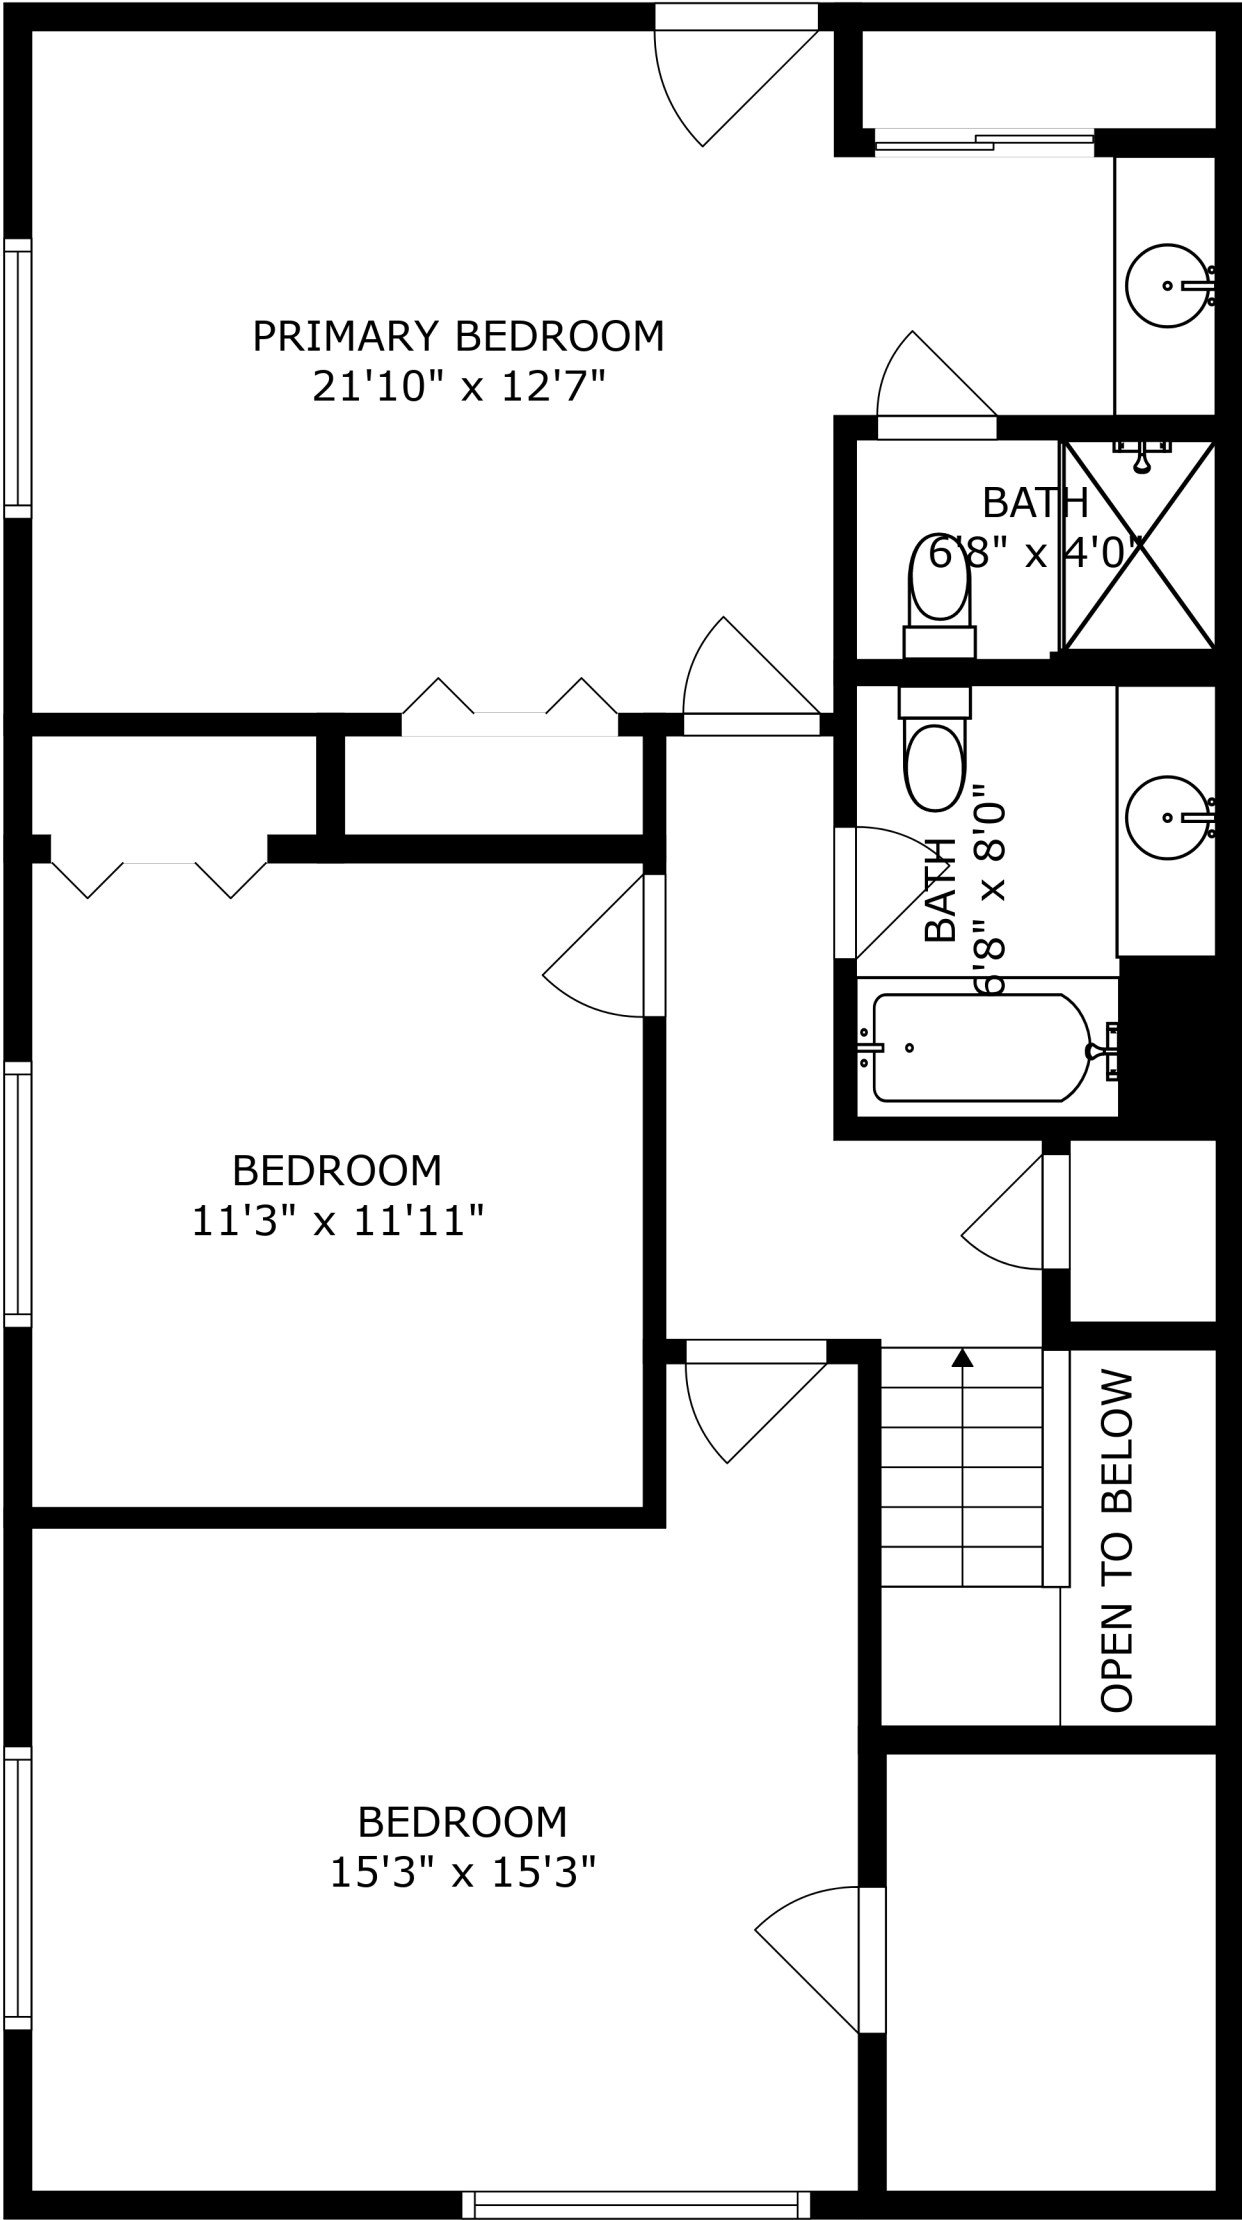 PRIMARY BEDROOM
21'10" x 12'7"
BATH
6'8" x 4'0"
BATH
6'8" x 8'0"
BEDROOM
11'3" x 11'11"
OPEN TO BELOW
BEDROOM
15'3" x 15'3"